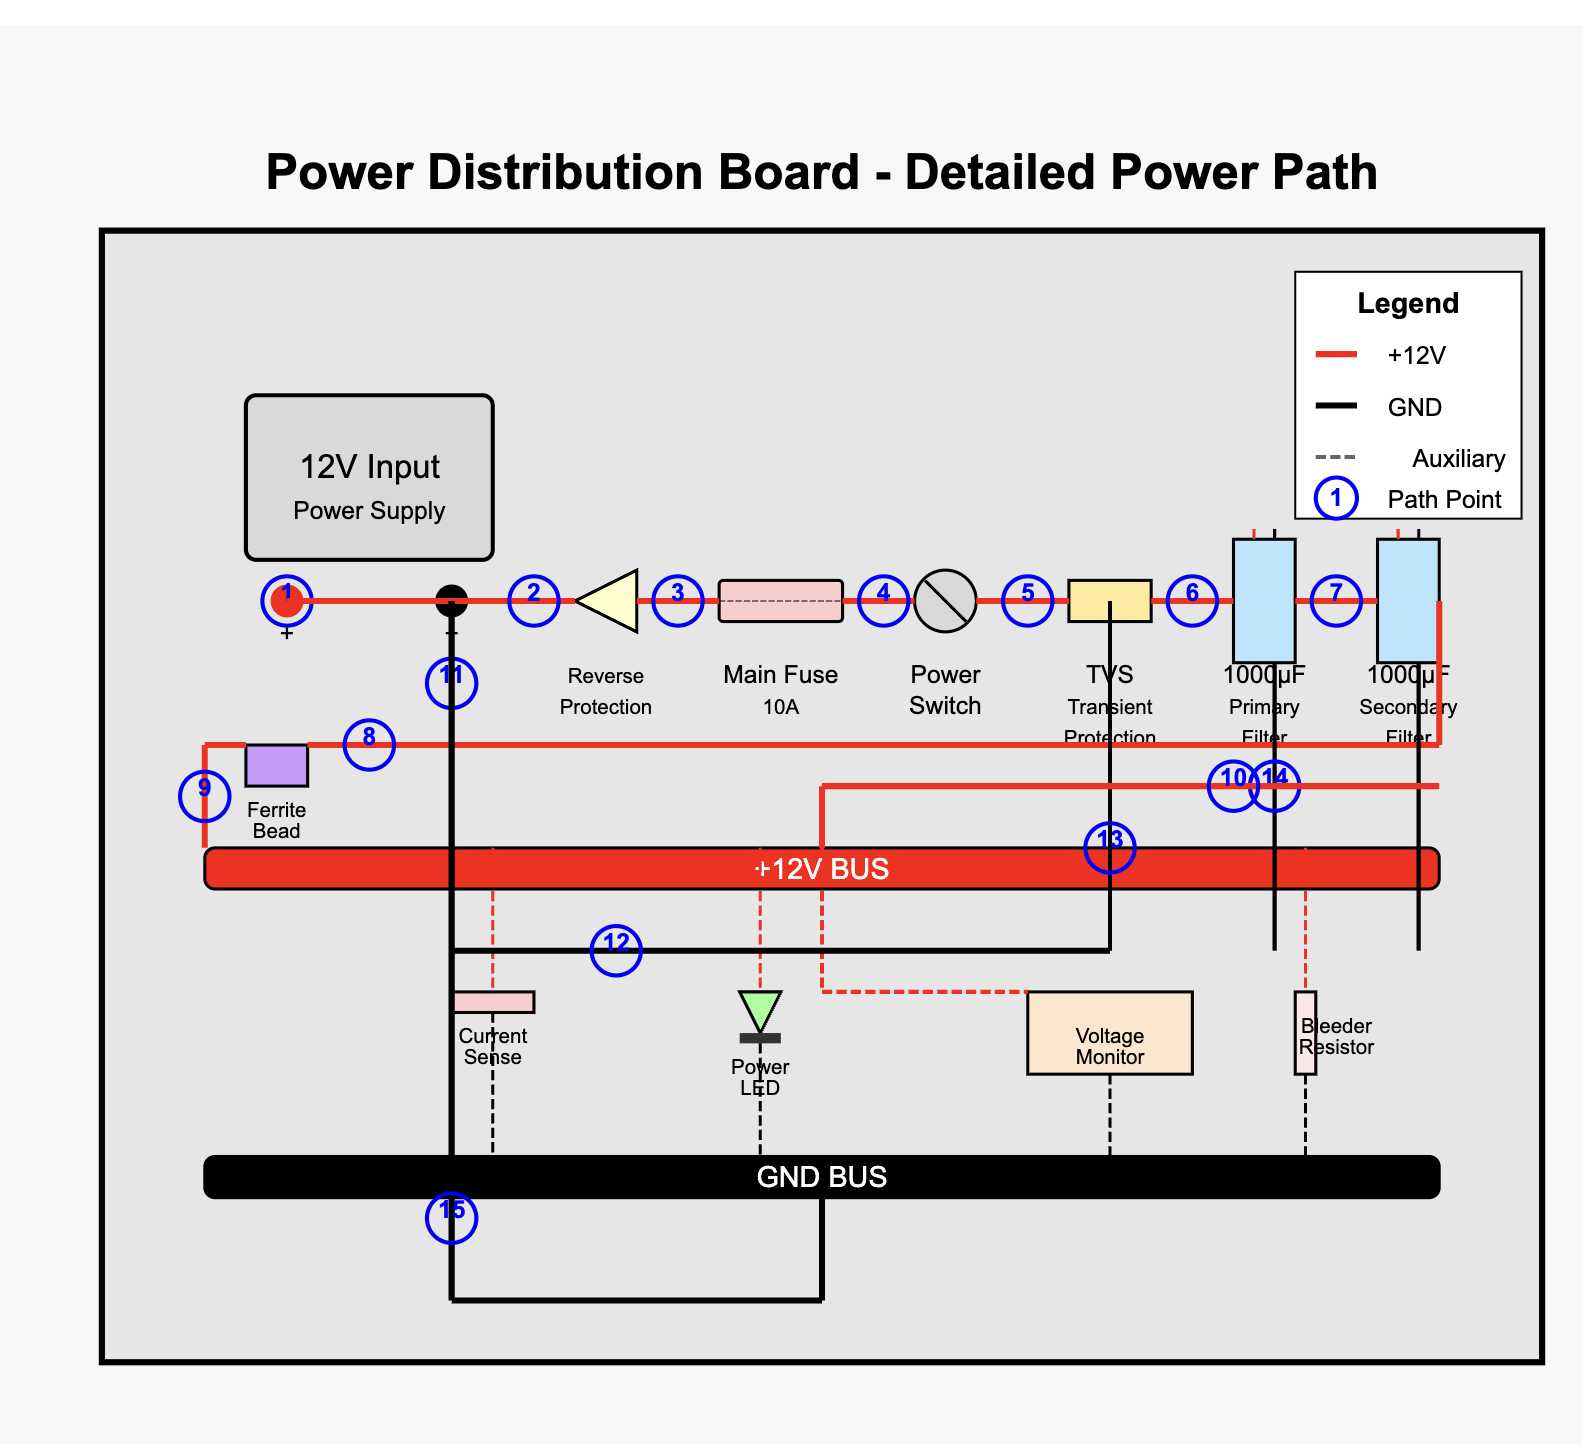 Power Distribution Board - Detailed Power Path
Legend
+12V
GND
Auxiliary
1 Path Point
12V Input
Power Supply
1 2 3 4 5 6 7
+ −
11
Reverse
Protection
Main Fuse
10A
Power
Switch
TVS
Transient
Protection
1000µF
Primary
Filter
1000µF
Secondary
Filter
8
9
10 14
Ferrite
Bead
13
+12V BUS
12
Current
Sense
Power
LED
Voltage
Monitor
Bleeder
Resistor
GND BUS
15